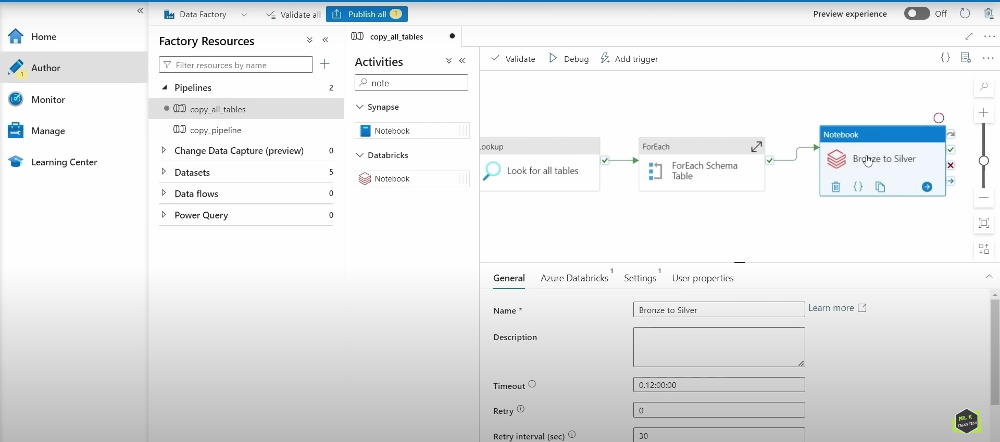 Data Factory
Validate all
Publish all 1
Preview experience
Off
Home
Author
1
Monitor
Manage
Learning Center
Factory Resources
Filter resources by name
Pipelines 2
copy_all_tables
copy_pipeline
Change Data Capture (preview) 0
Datasets 5
Data flows 0
Power Query 0
copy_all_tables
Activities
note
Synapse
Notebook
Databricks
Notebook
Validate
Debug
Add trigger
Lookup
Look for all tables
ForEach
ForEach Schema
Table
Notebook
Bronze to Silver
General
Azure Databricks 1
Settings 1
User properties
Name *
Bronze to Silver
Learn more
Description
Timeout
0.12:00:00
Retry
0
Retry interval (sec)
30
MR. K
TALKS TECH